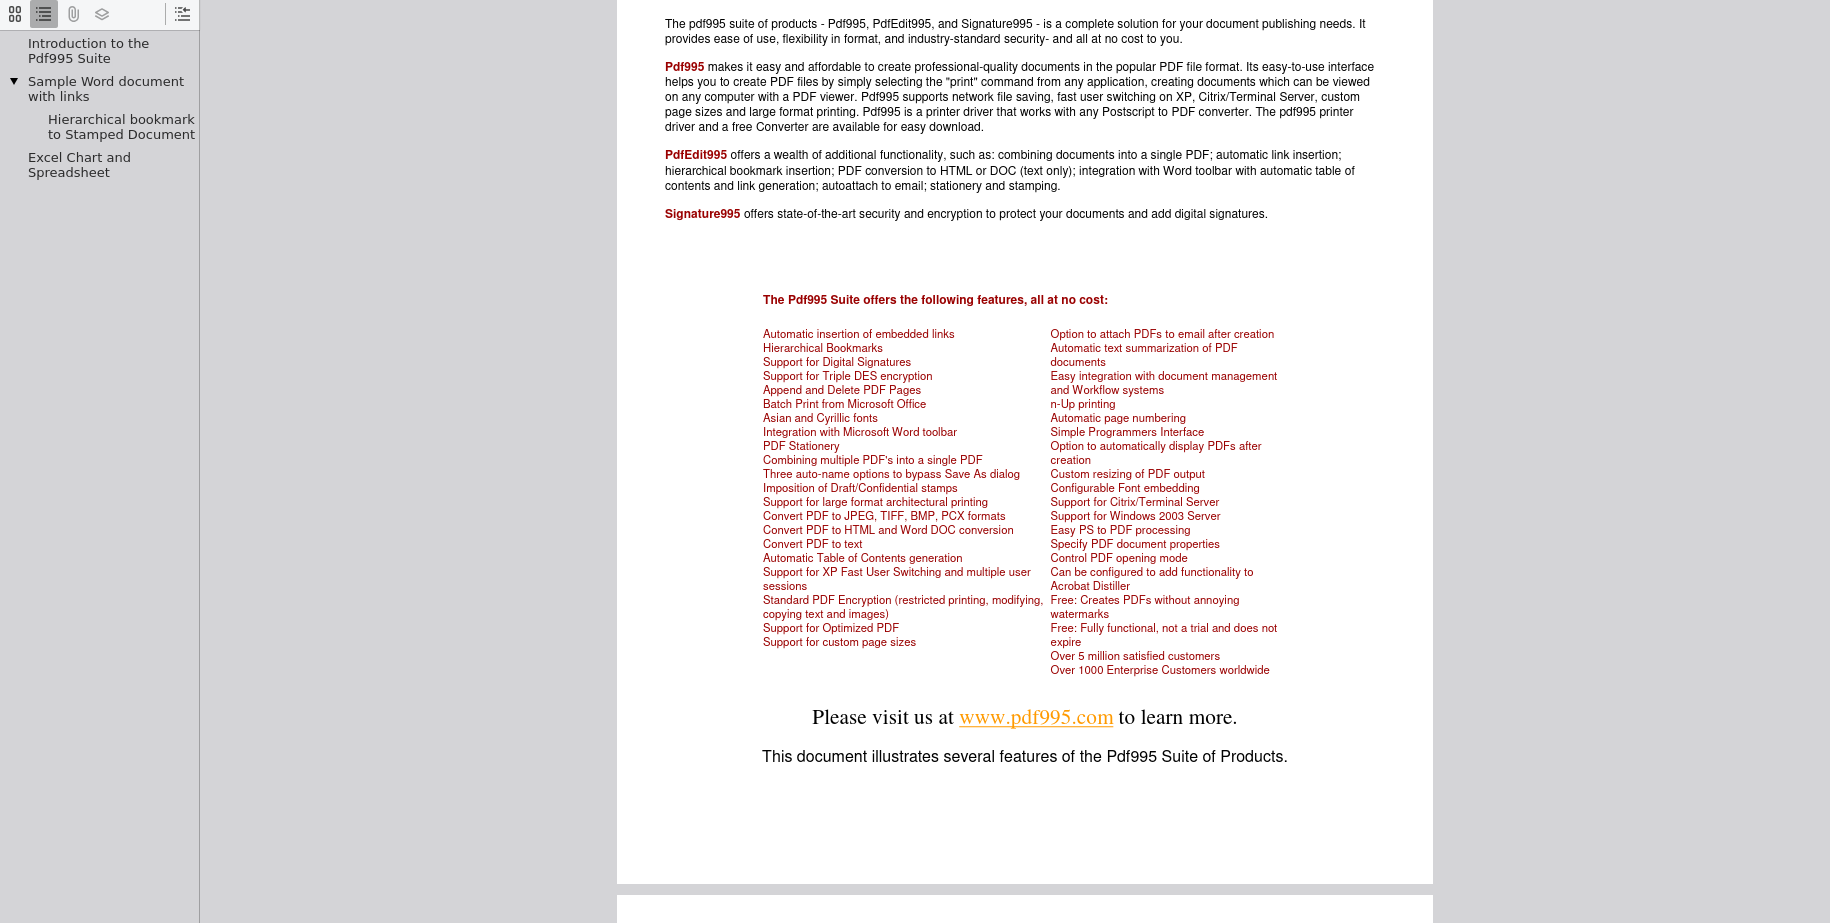 Introduction to the
Pdf995 Suite
Sample Word document
with links
Hierarchical bookmark
to Stamped Document
Excel Chart and
Spreadsheet
The pdf995 suite of products - Pdf995, PdfEdit995, and Signature995 - is a complete solution for your document publishing needs. It
provides ease of use, flexibility in format, and industry-standard security- and all at no cost to you.
Pdf995 makes it easy and affordable to create professional-quality documents in the popular PDF file format. Its easy-to-use interface
helps you to create PDF files by simply selecting the "print" command from any application, creating documents which can be viewed
on any computer with a PDF viewer. Pdf995 supports network file saving, fast user switching on XP, Citrix/Terminal Server, custom
page sizes and large format printing. Pdf995 is a printer driver that works with any Postscript to PDF converter. The pdf995 printer
driver and a free Converter are available for easy download.
PdfEdit995 offers a wealth of additional functionality, such as: combining documents into a single PDF; automatic link insertion;
hierarchical bookmark insertion; PDF conversion to HTML or DOC (text only); integration with Word toolbar with automatic table of
contents and link generation; autoattach to email; stationery and stamping.
Signature995 offers state-of-the-art security and encryption to protect your documents and add digital signatures.
The Pdf995 Suite offers the following features, all at no cost:
Automatic insertion of embedded links
Hierarchical Bookmarks
Support for Digital Signatures
Support for Triple DES encryption
Append and Delete PDF Pages
Batch Print from Microsoft Office
Asian and Cyrillic fonts
Integration with Microsoft Word toolbar
PDF Stationery
Combining multiple PDF's into a single PDF
Three auto-name options to bypass Save As dialog
Imposition of Draft/Confidential stamps
Support for large format architectural printing
Convert PDF to JPEG, TIFF, BMP, PCX formats
Convert PDF to HTML and Word DOC conversion
Convert PDF to text
Automatic Table of Contents generation
Support for XP Fast User Switching and multiple user
sessions
Standard PDF Encryption (restricted printing, modifying,
copying text and images)
Support for Optimized PDF
Support for custom page sizes
Option to attach PDFs to email after creation
Automatic text summarization of PDF
documents
Easy integration with document management
and Workflow systems
n-Up printing
Automatic page numbering
Simple Programmers Interface
Option to automatically display PDFs after
creation
Custom resizing of PDF output
Configurable Font embedding
Support for Citrix/Terminal Server
Support for Windows 2003 Server
Easy PS to PDF processing
Specify PDF document properties
Control PDF opening mode
Can be configured to add functionality to
Acrobat Distiller
Free: Creates PDFs without annoying
watermarks
Free: Fully functional, not a trial and does not
expire
Over 5 million satisfied customers
Over 1000 Enterprise Customers worldwide
Please visit us at www.pdf995.com to learn more.
This document illustrates several features of the Pdf995 Suite of Products.